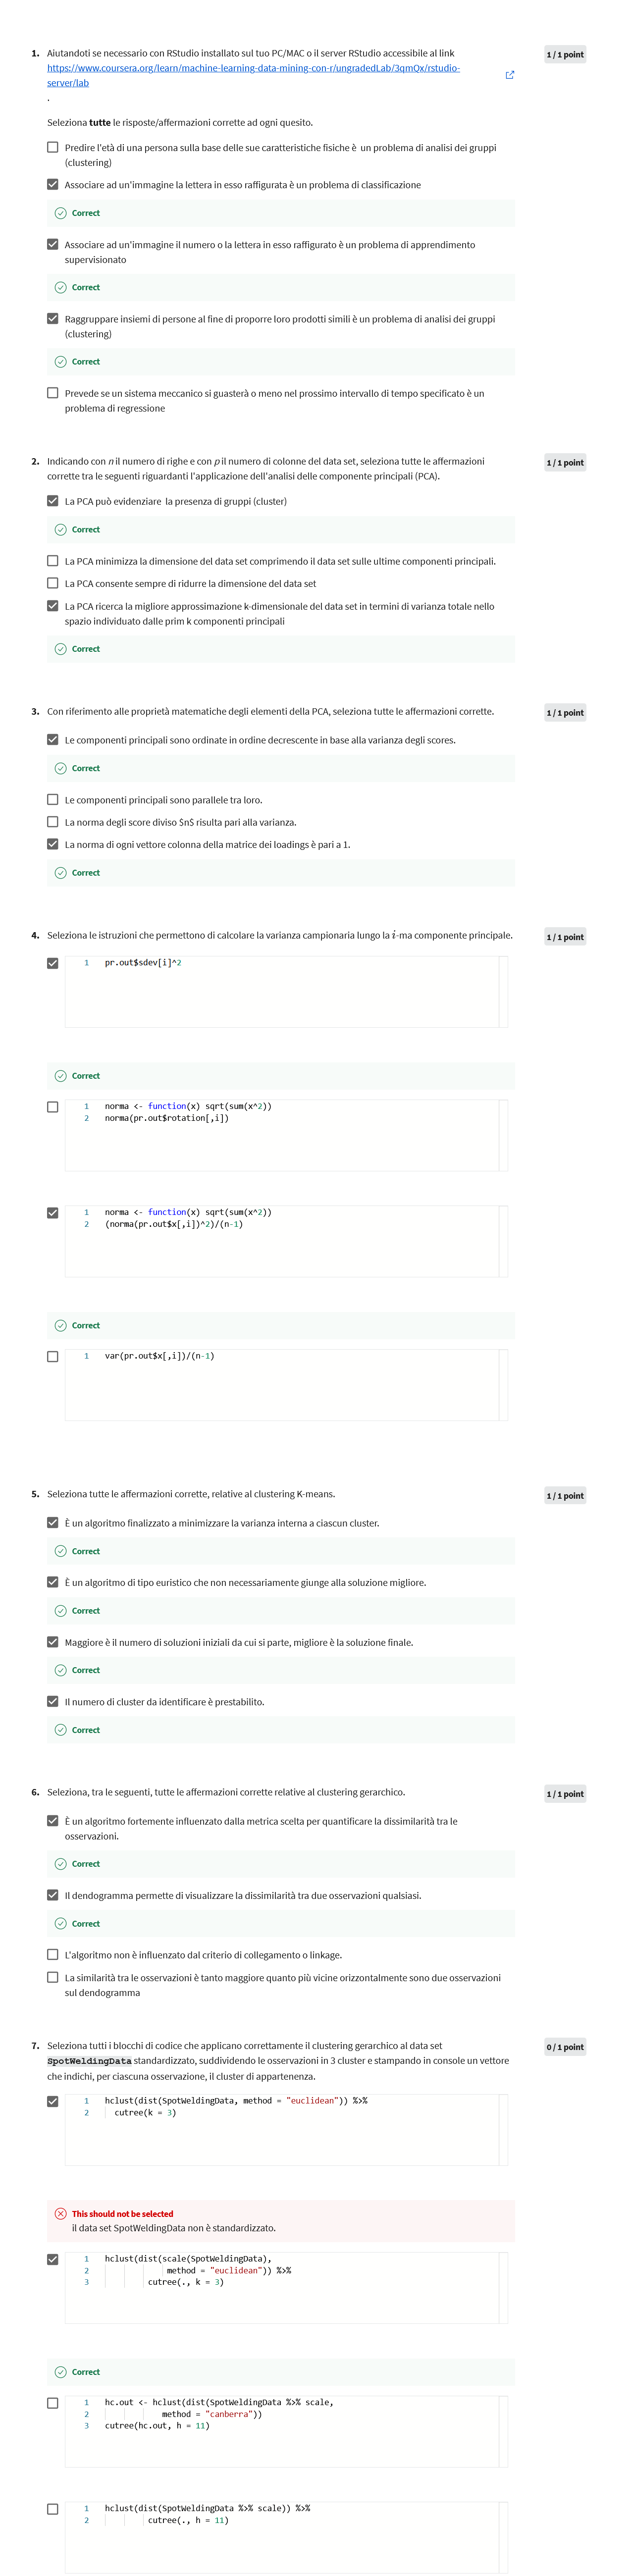 1. Aiutandoti se necessario con RStudio installato sul tuo PC/MAC o il server RStudio accessibile al link
1 / 1 point
https://www.coursera.org/learn/machine-learning-data-mining-con-r/ungradedLab/3qmQx/rstudio-
server/lab
.
Seleziona tutte le risposte/affermazioni corrette ad ogni quesito.
Predire l'età di una persona sulla base delle sue caratteristiche fisiche è un problema di analisi dei gruppi
(clustering)
Associare ad un'immagine la lettera in esso raffigurata è un problema di classificazione
Correct
Associare ad un'immagine il numero o la lettera in esso raffigurato è un problema di apprendimento
supervisionato
Correct
Raggruppare insiemi di persone al fine di proporre loro prodotti simili è un problema di analisi dei gruppi
(clustering)
Correct
Prevede se un sistema meccanico si guasterà o meno nel prossimo intervallo di tempo specificato è un
problema di regressione
2. Indicando con n il numero di righe e con p il numero di colonne del data set, seleziona tutte le affermazioni
1 / 1 point
corrette tra le seguenti riguardanti l'applicazione dell'analisi delle componente principali (PCA).
La PCA può evidenziare la presenza di gruppi (cluster)
Correct
La PCA minimizza la dimensione del data set comprimendo il data set sulle ultime componenti principali.
La PCA consente sempre di ridurre la dimensione del data set
La PCA ricerca la migliore approssimazione k-dimensionale del data set in termini di varianza totale nello
spazio individuato dalle prim k componenti principali
Correct
3. Con riferimento alle proprietà matematiche degli elementi della PCA, seleziona tutte le affermazioni corrette.
1 / 1 point
Le componenti principali sono ordinate in ordine decrescente in base alla varianza degli scores.
Correct
Le componenti principali sono parallele tra loro.
La norma degli score diviso $n$ risulta pari alla varianza.
La norma di ogni vettore colonna della matrice dei loadings è pari a 1.
Correct
4. Seleziona le istruzioni che permettono di calcolare la varianza campionaria lungo la i-ma componente principale.
1 / 1 point
1 pr.out$sdev[i]^2
Correct
1 norma <- function(x) sqrt(sum(x^2))
2 norma(pr.out$rotation[,i])
1 norma <- function(x) sqrt(sum(x^2))
2 (norma(pr.out$x[,i])^2)/(n-1)
Correct
1 var(pr.out$x[,i])/(n-1)
5. Seleziona tutte le affermazioni corrette, relative al clustering K-means.
1 / 1 point
È un algoritmo finalizzato a minimizzare la varianza interna a ciascun cluster.
Correct
È un algoritmo di tipo euristico che non necessariamente giunge alla soluzione migliore.
Correct
Maggiore è il numero di soluzioni iniziali da cui si parte, migliore è la soluzione finale.
Correct
Il numero di cluster da identificare è prestabilito.
Correct
6. Seleziona, tra le seguenti, tutte le affermazioni corrette relative al clustering gerarchico.
1 / 1 point
È un algoritmo fortemente influenzato dalla metrica scelta per quantificare la dissimilarità tra le
osservazioni.
Correct
Il dendogramma permette di visualizzare la dissimilarità tra due osservazioni qualsiasi.
Correct
L'algoritmo non è influenzato dal criterio di collegamento o linkage.
La similarità tra le osservazioni è tanto maggiore quanto più vicine orizzontalmente sono due osservazioni
sul dendogramma
7. Seleziona tutti i blocchi di codice che applicano correttamente il clustering gerarchico al data set
0 / 1 point
SpotWeldingData standardizzato, suddividendo le osservazioni in 3 cluster e stampando in console un vettore
che indichi, per ciascuna osservazione, il cluster di appartenenza.
1 hclust(dist(SpotWeldingData, method = "euclidean")) %>%
2 cutree(k = 3)
This should not be selected
il data set SpotWeldingData non è standardizzato.
1 hclust(dist(scale(SpotWeldingData),
2 method = "euclidean")) %>%
3 cutree(., k = 3)
Correct
1 hc.out <- hclust(dist(SpotWeldingData %>% scale,
2 method = "canberra"))
3 cutree(hc.out, h = 11)
1 hclust(dist(SpotWeldingData %>% scale)) %>%
2 cutree(., h = 11)